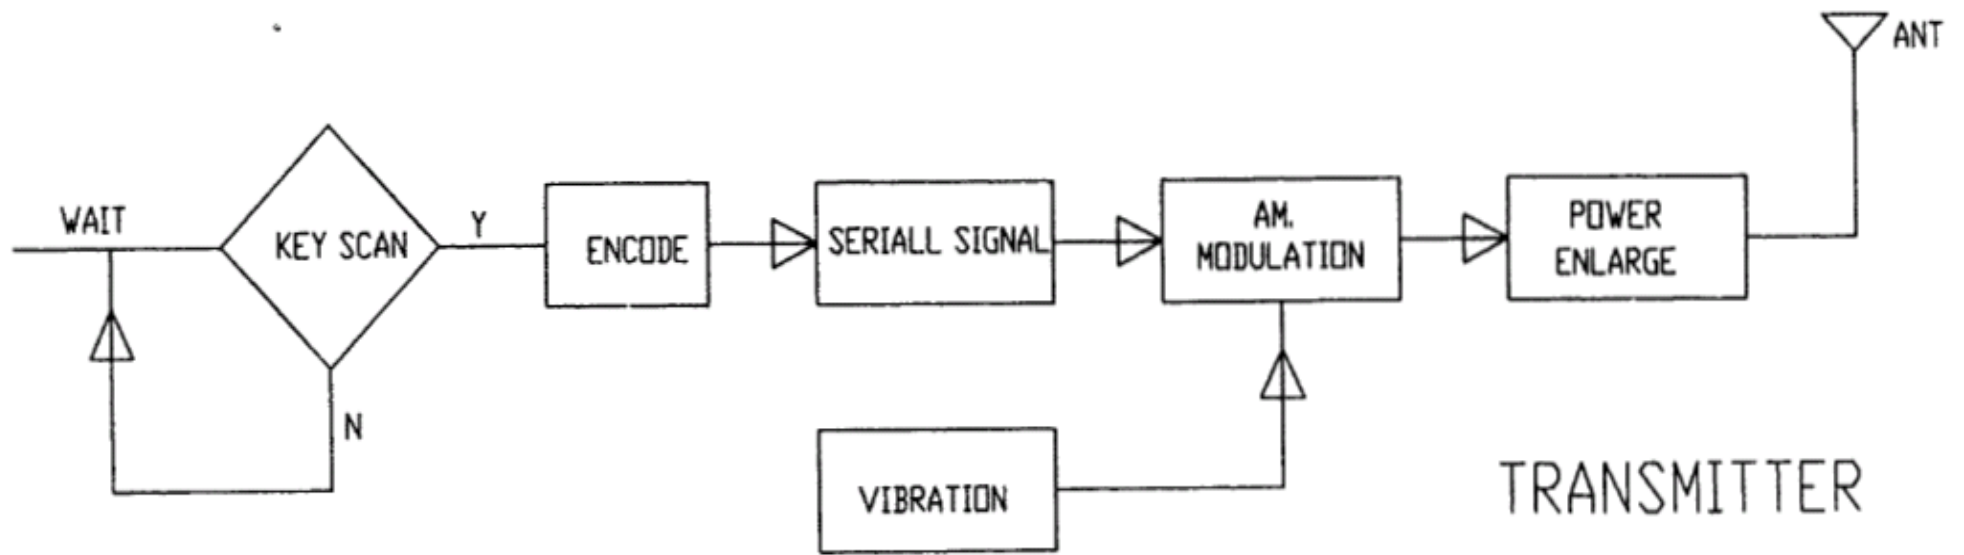 ANT
WAIT
KEY SCAN
Y
N
ENCODE
SERIALL SIGNAL
AM.
MODULATION
POWER
ENLARGE
VIBRATION
TRANSMITTER